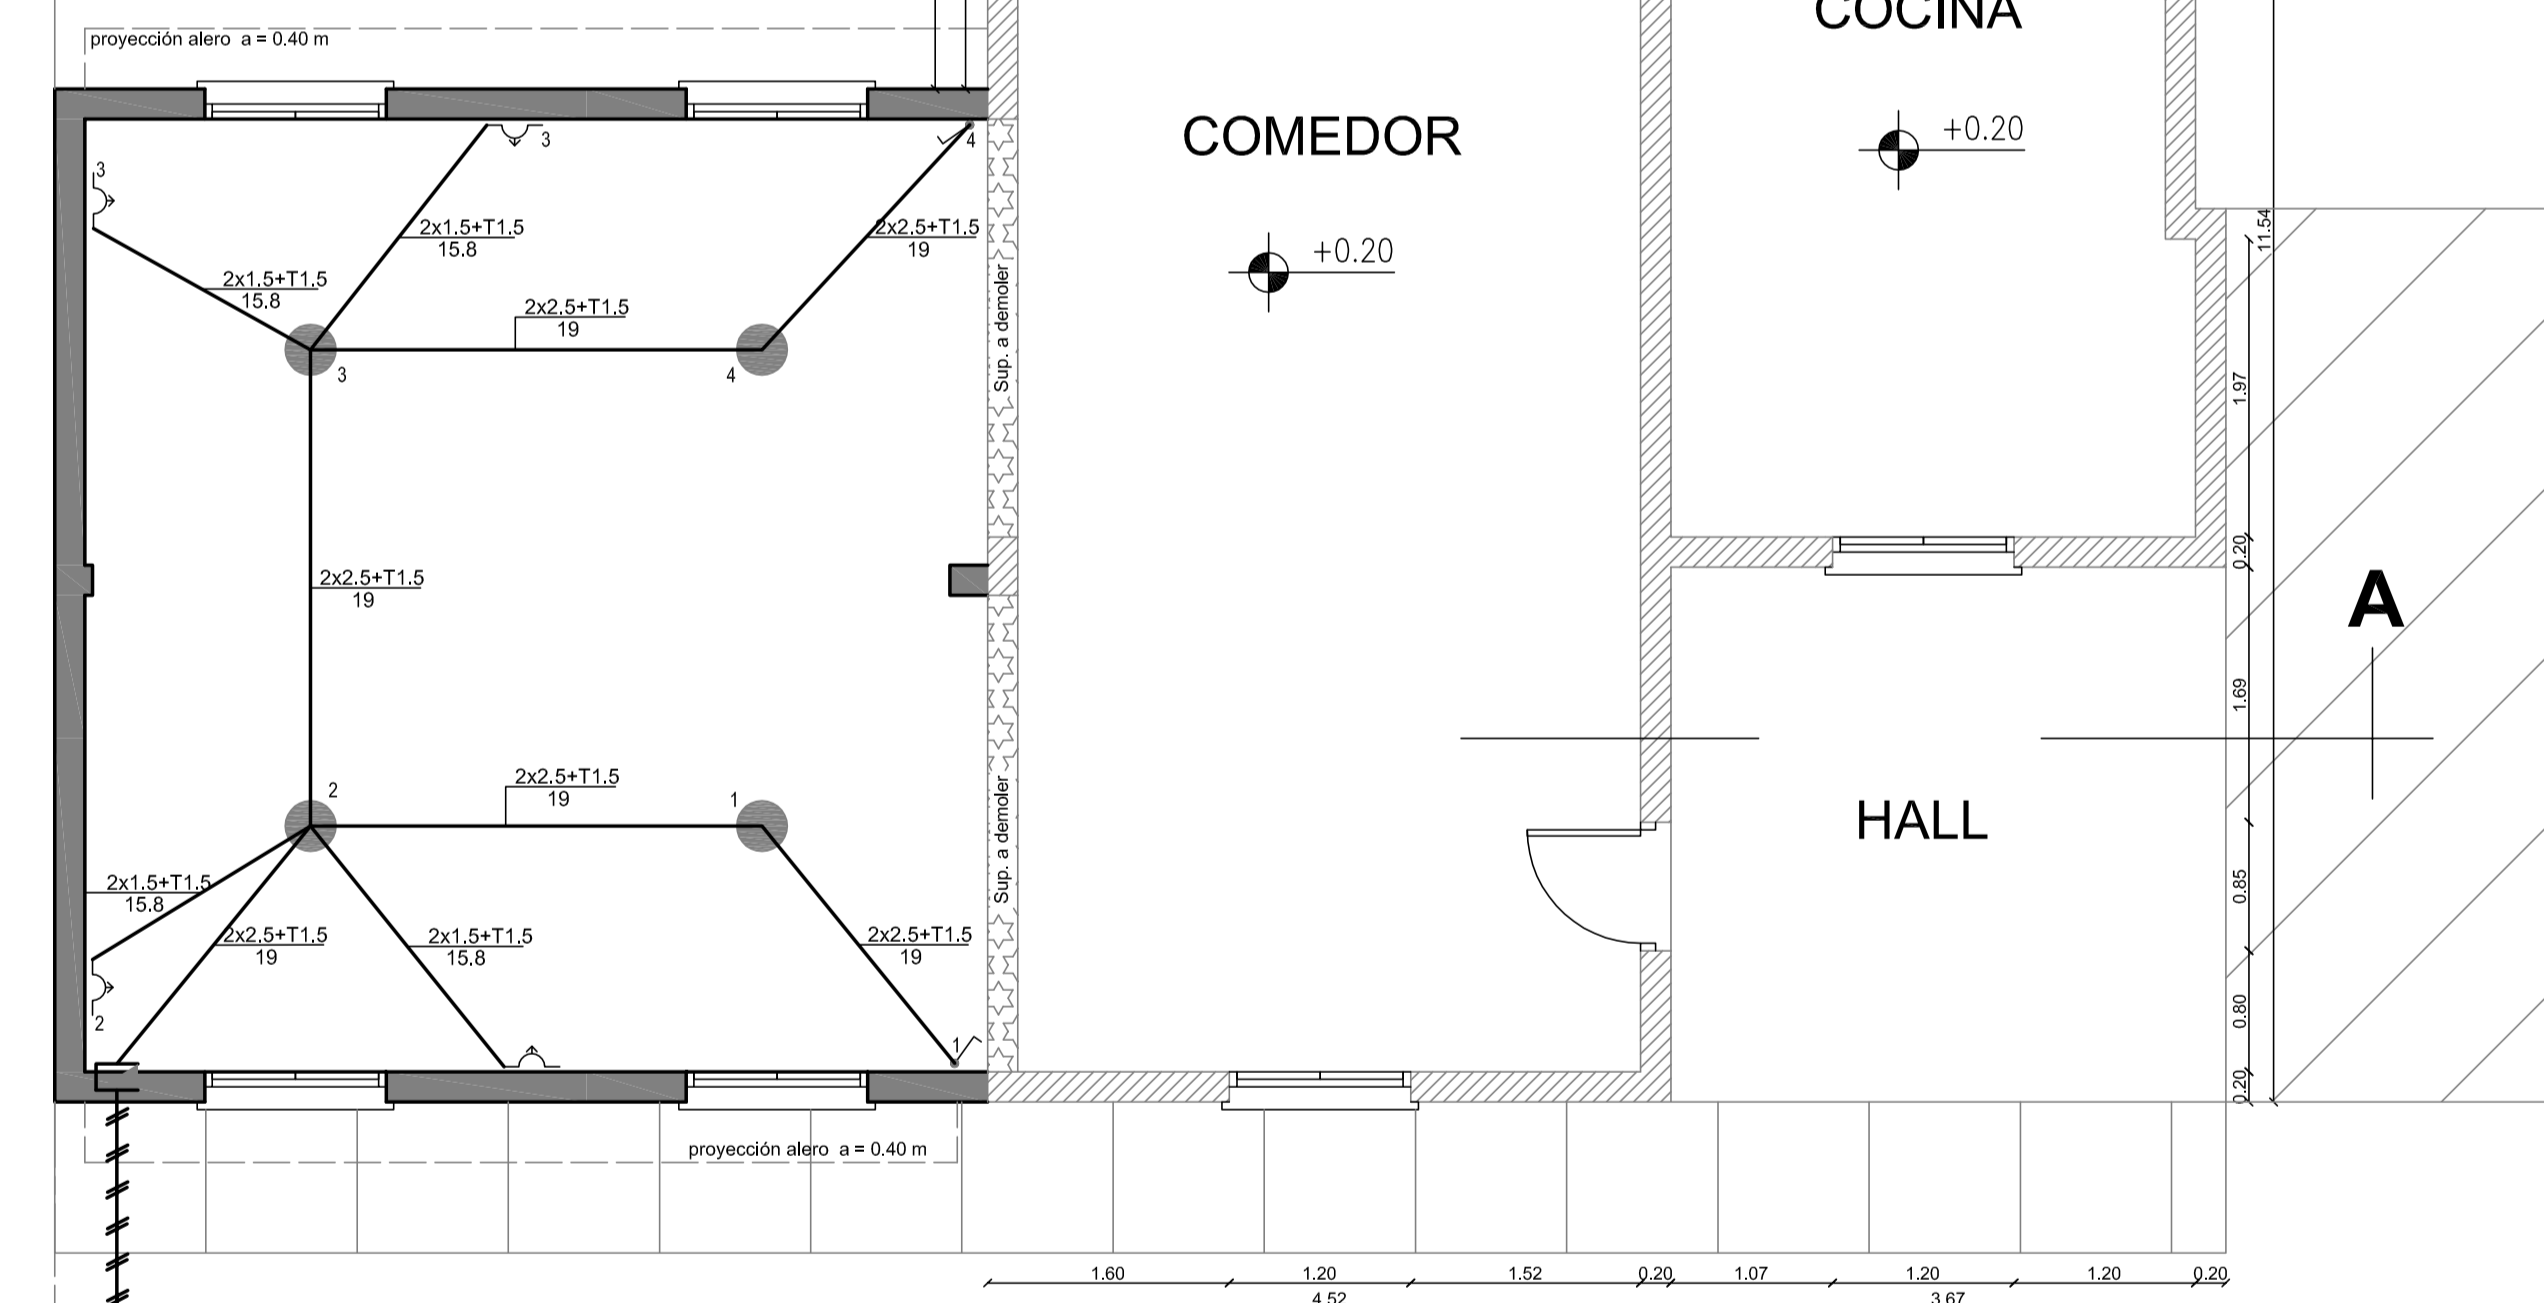 COCINA
proyección alero a = 0.40 m
COMEDOR
+0.20
+0.20
3
4
3
2x1.5+T1.5
15.8
2x2.5+T1.5
19
2x1.5+T1.5
15.8
2x2.5+T1.5
19
3
4
Sup. a demoler
11.54
1.97
0.20
2x2.5+T1.5
19
A
1.69
2
2x2.5+T1.5
19
1
Sup. a demoler
HALL
0.85
2x1.5+T1.5
15.8
2x2.5+T1.5
19
2x1.5+T1.5
15.8
2x2.5+T1.5
19
2
1
0.80
0.20
proyección alero a = 0.40 m
1.60
1.20
1.52
0.20
1.07
1.20
1.20
0.20
4.52
3.67